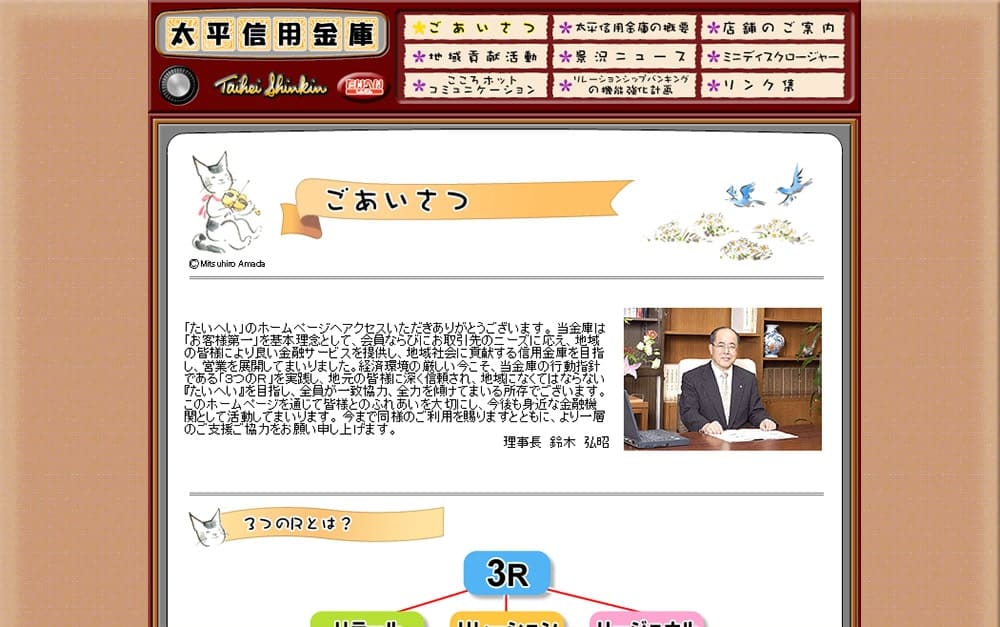 太平信用金庫
Taihei Shinkin
ごあいさつ
太平信用金庫の概要
店舗のご案内
地域貢献活動
景況ニュース
ミニディスクロージャー
こころホット
コミュニケーション
リレーションシップバンキング
の機能強化計画
リンク集
ごあいさつ
©Mitsuhiro Amada
「たいへい」のホームページへアクセスいただきありがとうございます。当金庫は
「お客様第一」を基本理念として、会員ならびにお取引先のニーズに応え、地域
の皆様により良い金融サービスを提供し、地域社会に貢献する信用金庫を目指
し、営業を展開してまいりました。経済環境の厳しい今こそ、当金庫の行動指針
である「3つのR」を実践し、地元の皆様に深く信頼され、地域になくてはならない
『たいへい』を目指し、全員が一致協力、全力を傾けてまいる所存でございます。
このホームページを通じて皆様とのふれあいを大切にし、今後も身近な金融機
関として活動してまいります。今まで同様のご利用を賜りますとともに、より一層
のご支援ご協力をお願い申し上げます。
理事長 鈴木 弘昭
3つのRとは?
3R
リテール
リレーション
リージョナル